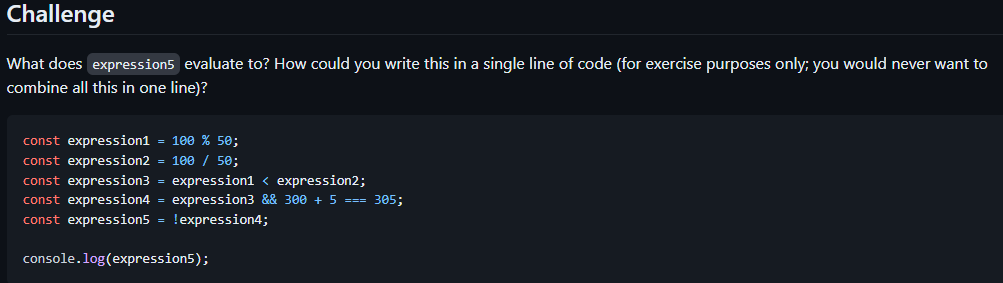 Challenge
What does expression5 evaluate to? How could you write this in a single line of code (for exercise purposes only; you would never want to
combine all this in one line)?
const expression1 = 100 % 50;
const expression2 = 100 / 50;
const expression3 = expression1 < expression2;
const expression4 = expression3 && 300 + 5 === 305;
const expression5 = !expression4;
console.log(expression5);